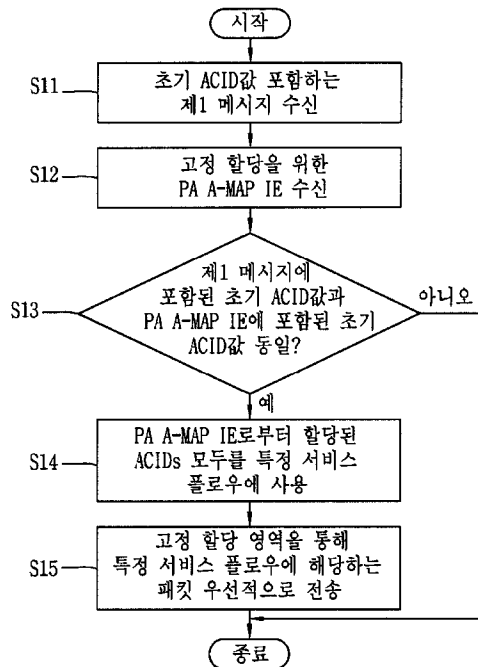 시작
S11
초기 ACID값 포함하는
제1 메시지 수신
S12
고정 할당을 위한
PA A-MAP IE 수신
S13
제1 메시지에
포함된 초기 ACID값과
PA A-MAP IE에 포함된 초기
ACID값 동일?
아니오
예
S14
PA A-MAP IE로부터 할당된
ACIDs 모두를 특정 서비스
플로우에 사용
S15
고정 할당 영역을 통해
특정 서비스 플로우에 해당하는
패킷 우선적으로 전송
종료